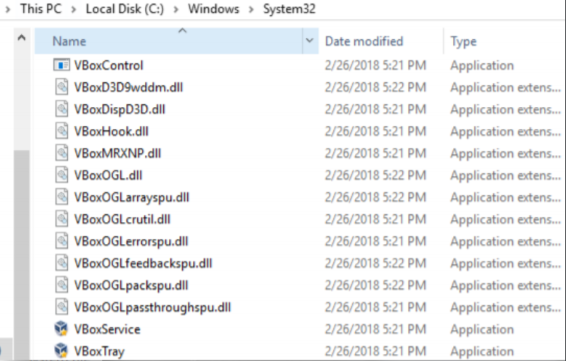 > This PC > Local Disk (C:) > Windows > System32
Name Date modified Type
VBoxControl 2/26/2018 5:21 PM Application
VBoxD3D9wddm.dll 2/26/2018 5:22 PM Application extens...
VBoxDispD3D.dll 2/26/2018 5:21 PM Application extens...
VBoxHook.dll 2/26/2018 5:21 PM Application extens...
VBoxMRXNP.dll 2/26/2018 5:21 PM Application extens...
VBoxOGL.dll 2/26/2018 5:22 PM Application extens...
VBoxOGLarrayspu.dll 2/26/2018 5:22 PM Application extens...
VBoxOGLcrutil.dll 2/26/2018 5:21 PM Application extens...
VBoxOGLerrorspu.dll 2/26/2018 5:21 PM Application extens...
VBoxOGLfeedbackspu.dll 2/26/2018 5:22 PM Application extens...
VBoxOGLpackspu.dll 2/26/2018 5:22 PM Application extens...
VBoxOGLpassthroughspu.dll 2/26/2018 5:21 PM Application extens...
VBoxService 2/26/2018 5:21 PM Application
VBoxTray 2/26/2018 5:21 PM Application